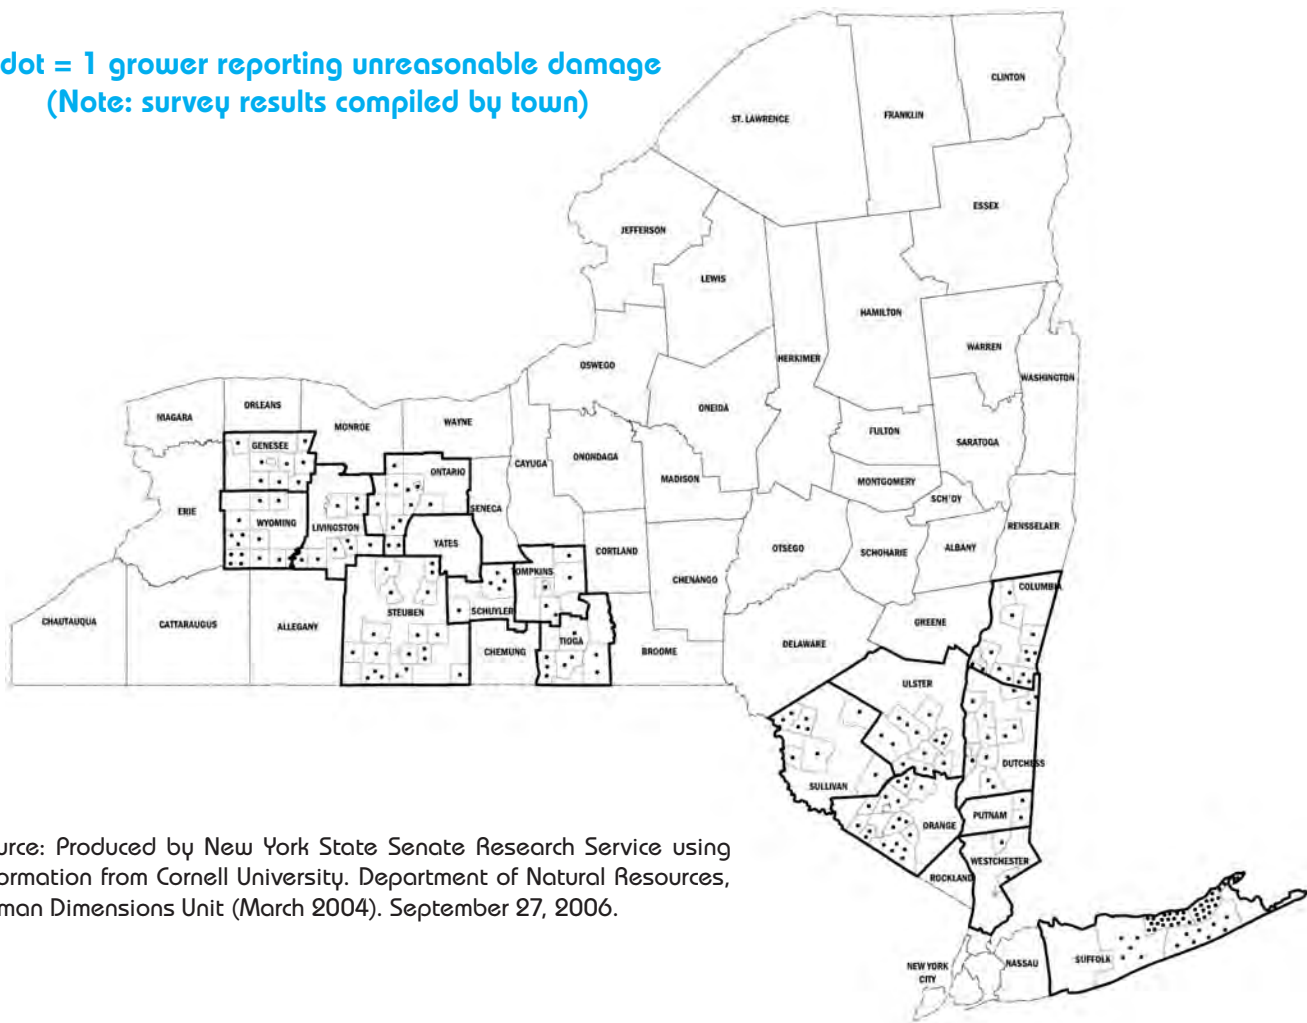 dot = 1 grower reporting unreasonable damage
(Note: survey results compiled by town)
CLINTON
ST. LAWRENCE
FRANKLIN
ESSEX
JEFFERSON
LEWIS
HAMILTON
WARREN
HERKIMER
OSWEGO
WASHINGTON
ONEIDA
ORLEANS
NIAGARA
WAYNE
MONROE
FULTON
SARATOGA
GENESEE
ONONDAGA
CAYUGA
ONTARIO
MADISON
MONTGOMERY
SCH'DY
SENECA
ERIE
WYOMING
LIVINGSTON
RENSSELAER
YATES
CORTLAND
OTSEGO
SCHOHARIE
ALBANY
OMPKINS
CHENANGO
COLUMBIA
STEUBEN
SCHUYLER
CHAUTAUQUA
CATTARAUGUS
ALLEGANY
GREENE
TIOGA
DELAWARE
CHEMUNG
BROOME
ULSTER
DUTCHESS
SULLIVAN
PUTNAM
ORANGE
WESTCHESTER
ROCKLAND
urce: Produced by New York State Senate Research Service using
ormation from Cornell University. Department of Natural Resources,
man Dimensions Unit (March 2004). September 27, 2006.
SUFFOLK
NASSAU
NEW YORK
CITY